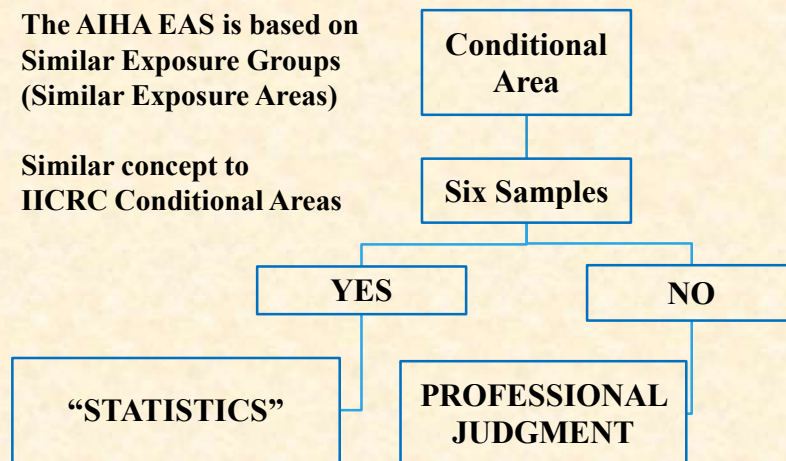 The AIHA EAS is based on
Similar Exposure Groups
(Similar Exposure Areas)
Similar concept to
IICRC Conditional Areas
Conditional
Area
Six Samples
YES
NO
“STATISTICS”
PROFESSIONAL
JUDGMENT